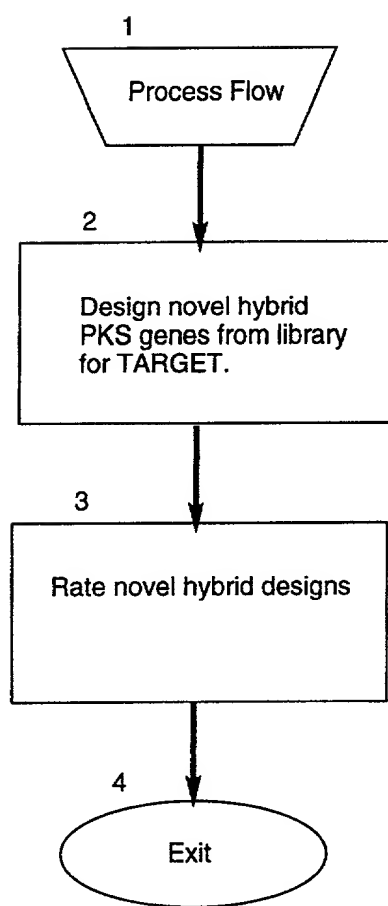 1
Process Flow
2
Design novel hybrid
PKS genes from library
for TARGET.
3
Rate novel hybrid designs
4
Exit